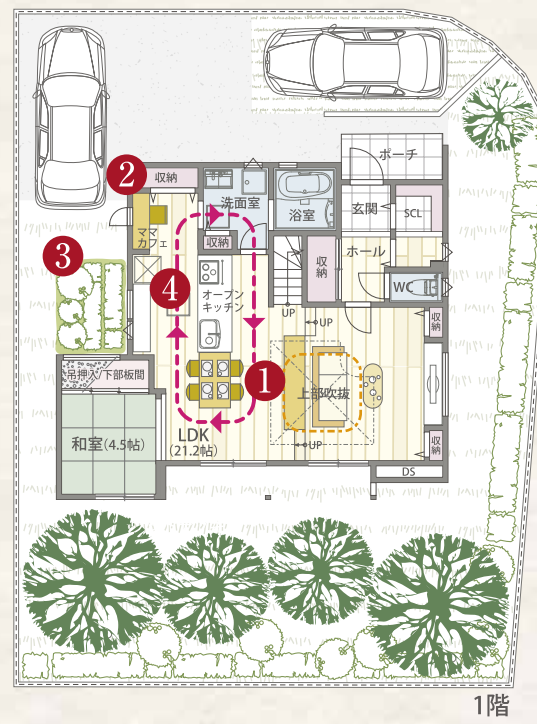 ポーチ
2
収納
洗面室
浴室
玄関
SCL
ママ
カフェ
収納
収納
ホール
3
4
オープン
キッチン
WC
UP
UP
収納
吊押入/下部板間
1
上部吹抜
和室(4.5帖)
LDK
(21.2帖)
UP
収納
DS
1階